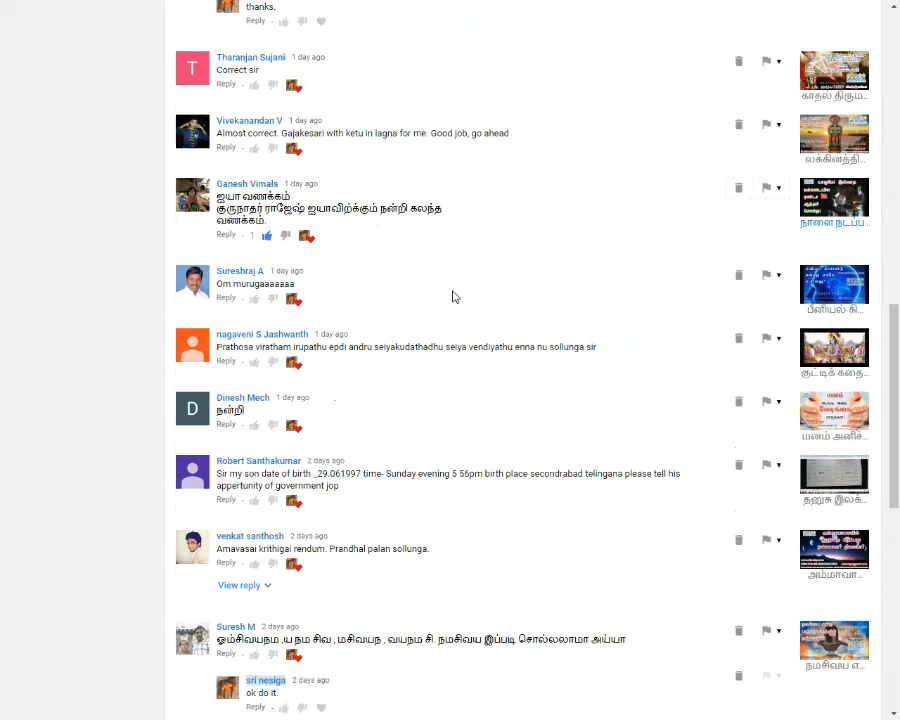 thanks.
Reply .
T
Tharanjan Sujani 1 day ago
Correct sir
Reply .
காதல் திரும...
Vivekanandan V 1 day ago
Almost correct. Gajakesari with ketu in lagna for me. Good job, go ahead
Reply .
லக்கினத்தி...
Ganesh Vimals 1 day ago
ஐயா வணக்கம்
குருநாதர் ராஜேஷ் ஐயாவிற்க்கும் நன்றி கலந்த
வணக்கம்.
Reply . 1
நாளை நடப்ப...
Sureshraj A 1 day ago
Om murugaaaaaaa
Reply .
பீனியல் கி...
nagaveni S Jashwanth 1 day ago
Prathosa viratham irupathu epdi andru seiyakudathadhu seiya vendiyathu enna nu sollunga sir
Reply .
குட்டிக் கதை...
D
Dinesh Mech 1 day ago
நன்றி
Reply .
மனம்
வேடிக்கை
மனம் அனிச்...
Robert Santhakumar 2 days ago
Sir my son date of birth _29.061997 time- Sunday evening 5 56pm birth place secondrabad telingana please tell his
appertunity of government jop
Reply .
தனுசு இலக்...
venkat santhosh 2 days ago
Amavasai krithigai rendum. Prandhal palan sollunga.
Reply .
View reply
அம்மாவா...
Suresh M 2 days ago
ஓம்சிவயநம ,ய நம சிவ , மசிவயந , வயநம சி. நமசிவய இப்படி சொல்லலாமா அய்யா
Reply .
நமசிவய எ...
sri nesiga 2 days ago
ok do it.
Reply .